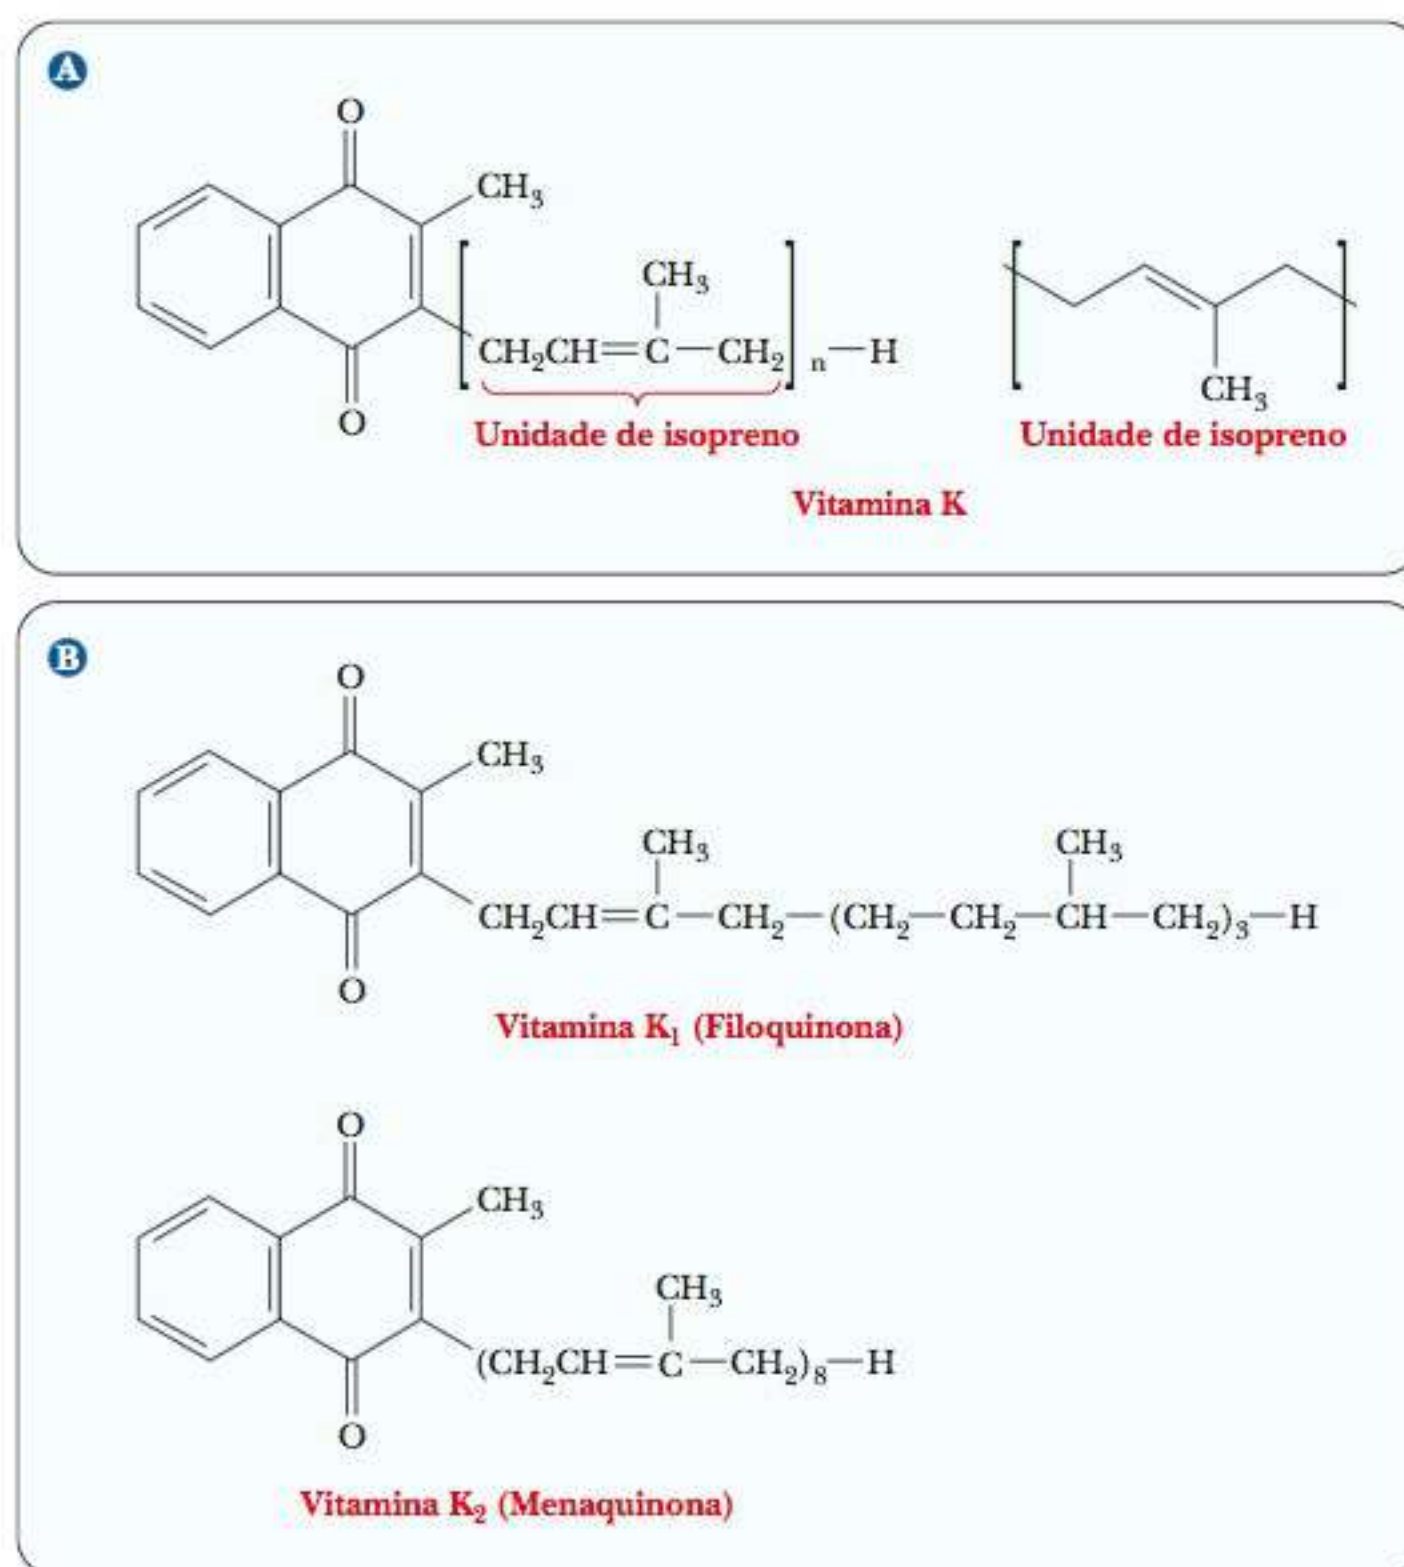 A
O
CH₃
CH₃
CH₂CH=C—CH₂ n—H
CH₃
O
Unidade de isopreno
Unidade de isopreno
Vitamina K
B
O
CH₃
CH₃
CH₃
CH₂CH=C—CH₂—(CH₂—CH₂—CH—CH₂)₃—H
O
Vitamina K₁ (Filoquinona)
O
CH₃
CH₃
(CH₂CH=C—CH₂)₈—H
O
Vitamina K₂ (Menaquinona)